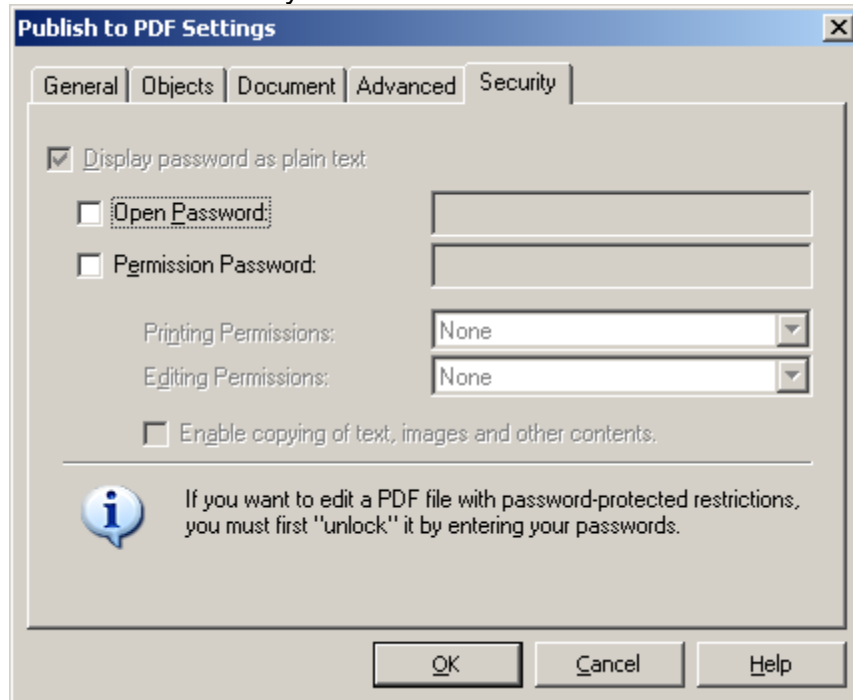 Publish to PDF Settings
General Objects Document Advanced Security
Display password as plain text
Open Password:
Permission Password:
Printing Permissions: None
Editing Permissions: None
Enable copying of text, images and other contents.
If you want to edit a PDF file with password-protected restrictions,
you must first "unlock" it by entering your passwords.
OK Cancel Help